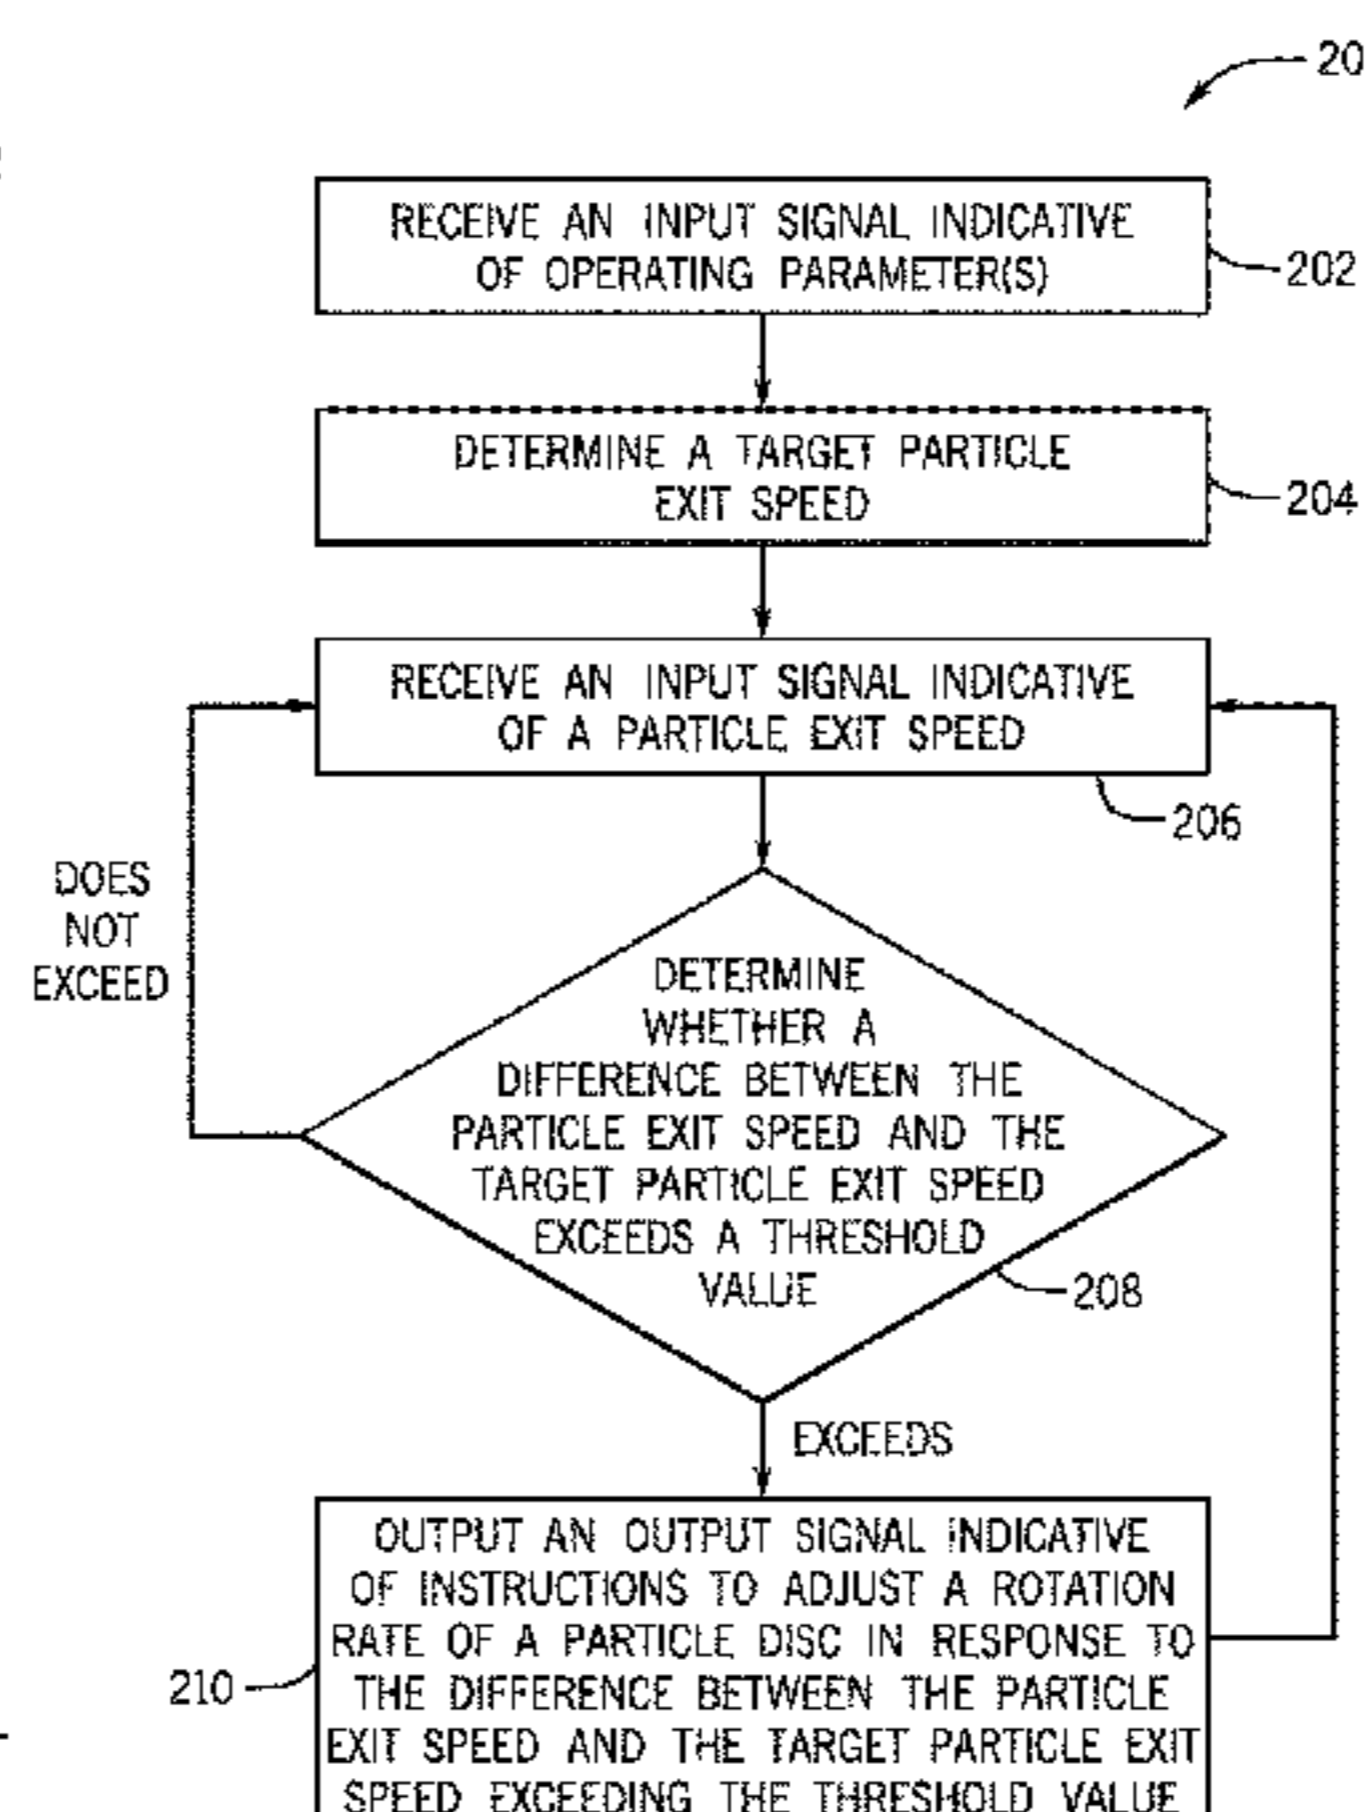 20
RECEIVE AN INPUT SIGNAL INDICATIVE
OF OPERATING PARAMETER(S)
202
DETERMINE A TARGET PARTICLE
EXIT SPEED
204
RECEIVE AN INPUT SIGNAL INDICATIVE
OF A PARTICLE EXIT SPEED
206
DOES
NOT
EXCEED
DETERMINE
WHETHER A
DIFFERENCE BETWEEN THE
PARTICLE EXIT SPEED AND THE
TARGET PARTICLE EXIT SPEED
EXCEEDS A THRESHOLD
VALUE
208
EXCEEDS
OUTPUT AN OUTPUT SIGNAL INDICATIVE
OF INSTRUCTIONS TO ADJUST A ROTATION
RATE OF A PARTICLE DISC IN RESPONSE TO
THE DIFFERENCE BETWEEN THE PARTICLE
EXIT SPEED AND THE TARGET PARTICLE EXIT
SPEED EXCEEDING THE THRESHOLD VALUE
210